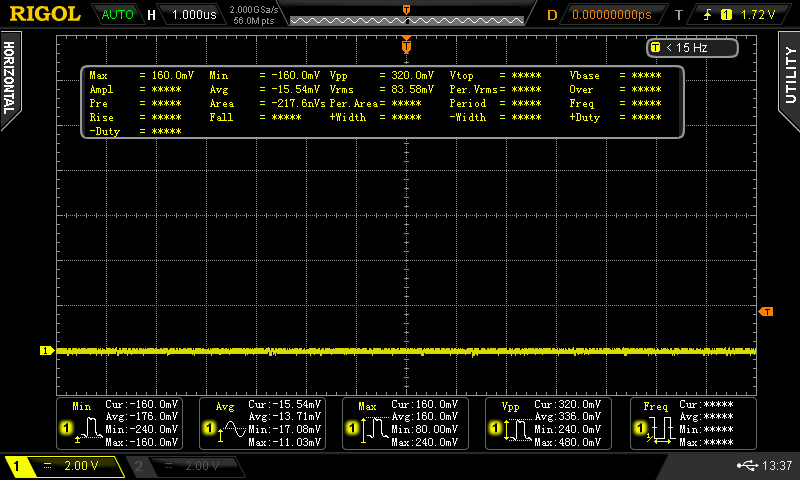 RIGOL AUTO H 1.000us 2.000GSa/s 56.0M pts T D 0.00000000ps T 1 1.72 V
HORIZONTAL
UTILITY
T
T < 15 Hz
Max = 160.0mV Min = -160.0mV Vpp = 320.0mV Vtop = ***** Vbase = *****
Ampl = ***** Avg = -15.54mV Vrms = 83.58mV Per.Vrms= ***** Over = *****
Pre = ***** Area = -217.6nVs Per.Area= ***** Period = ***** Freq = *****
Rise = ***** Fall = ***** +Width = ***** -Width = ***** +Duty = *****
-Duty = *****
T
1
Min Cur:-160.0mV
Avg:-176.0mV
1 Min:-240.0mV
Max:-160.0mV
Avg Cur:-15.54mV
Avg:-13.71mV
1 Min:-17.08mV
Max:-11.03mV
Max Cur:160.0mV
Avg:160.0mV
1 Min:80.00mV
Max:240.0mV
Vpp Cur:320.0mV
Avg:336.0mV
1 Min:240.0mV
Max:480.0mV
Freq Cur:*****
Avg:*****
1 Min:*****
Max:*****
1 2.00 V 2 2.00 V 13:37